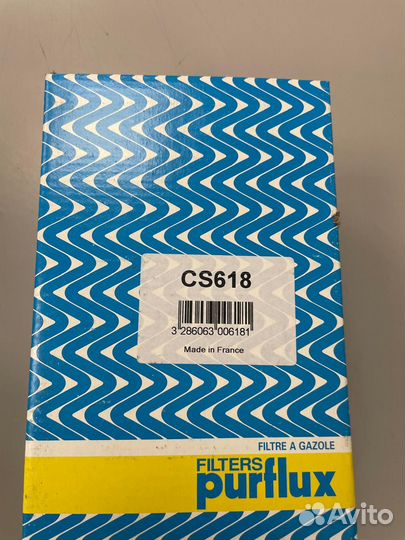 CS618
3 286063 006181
Made in France
FILTRE A GAZOLE
FILTERS
purflux
Avito